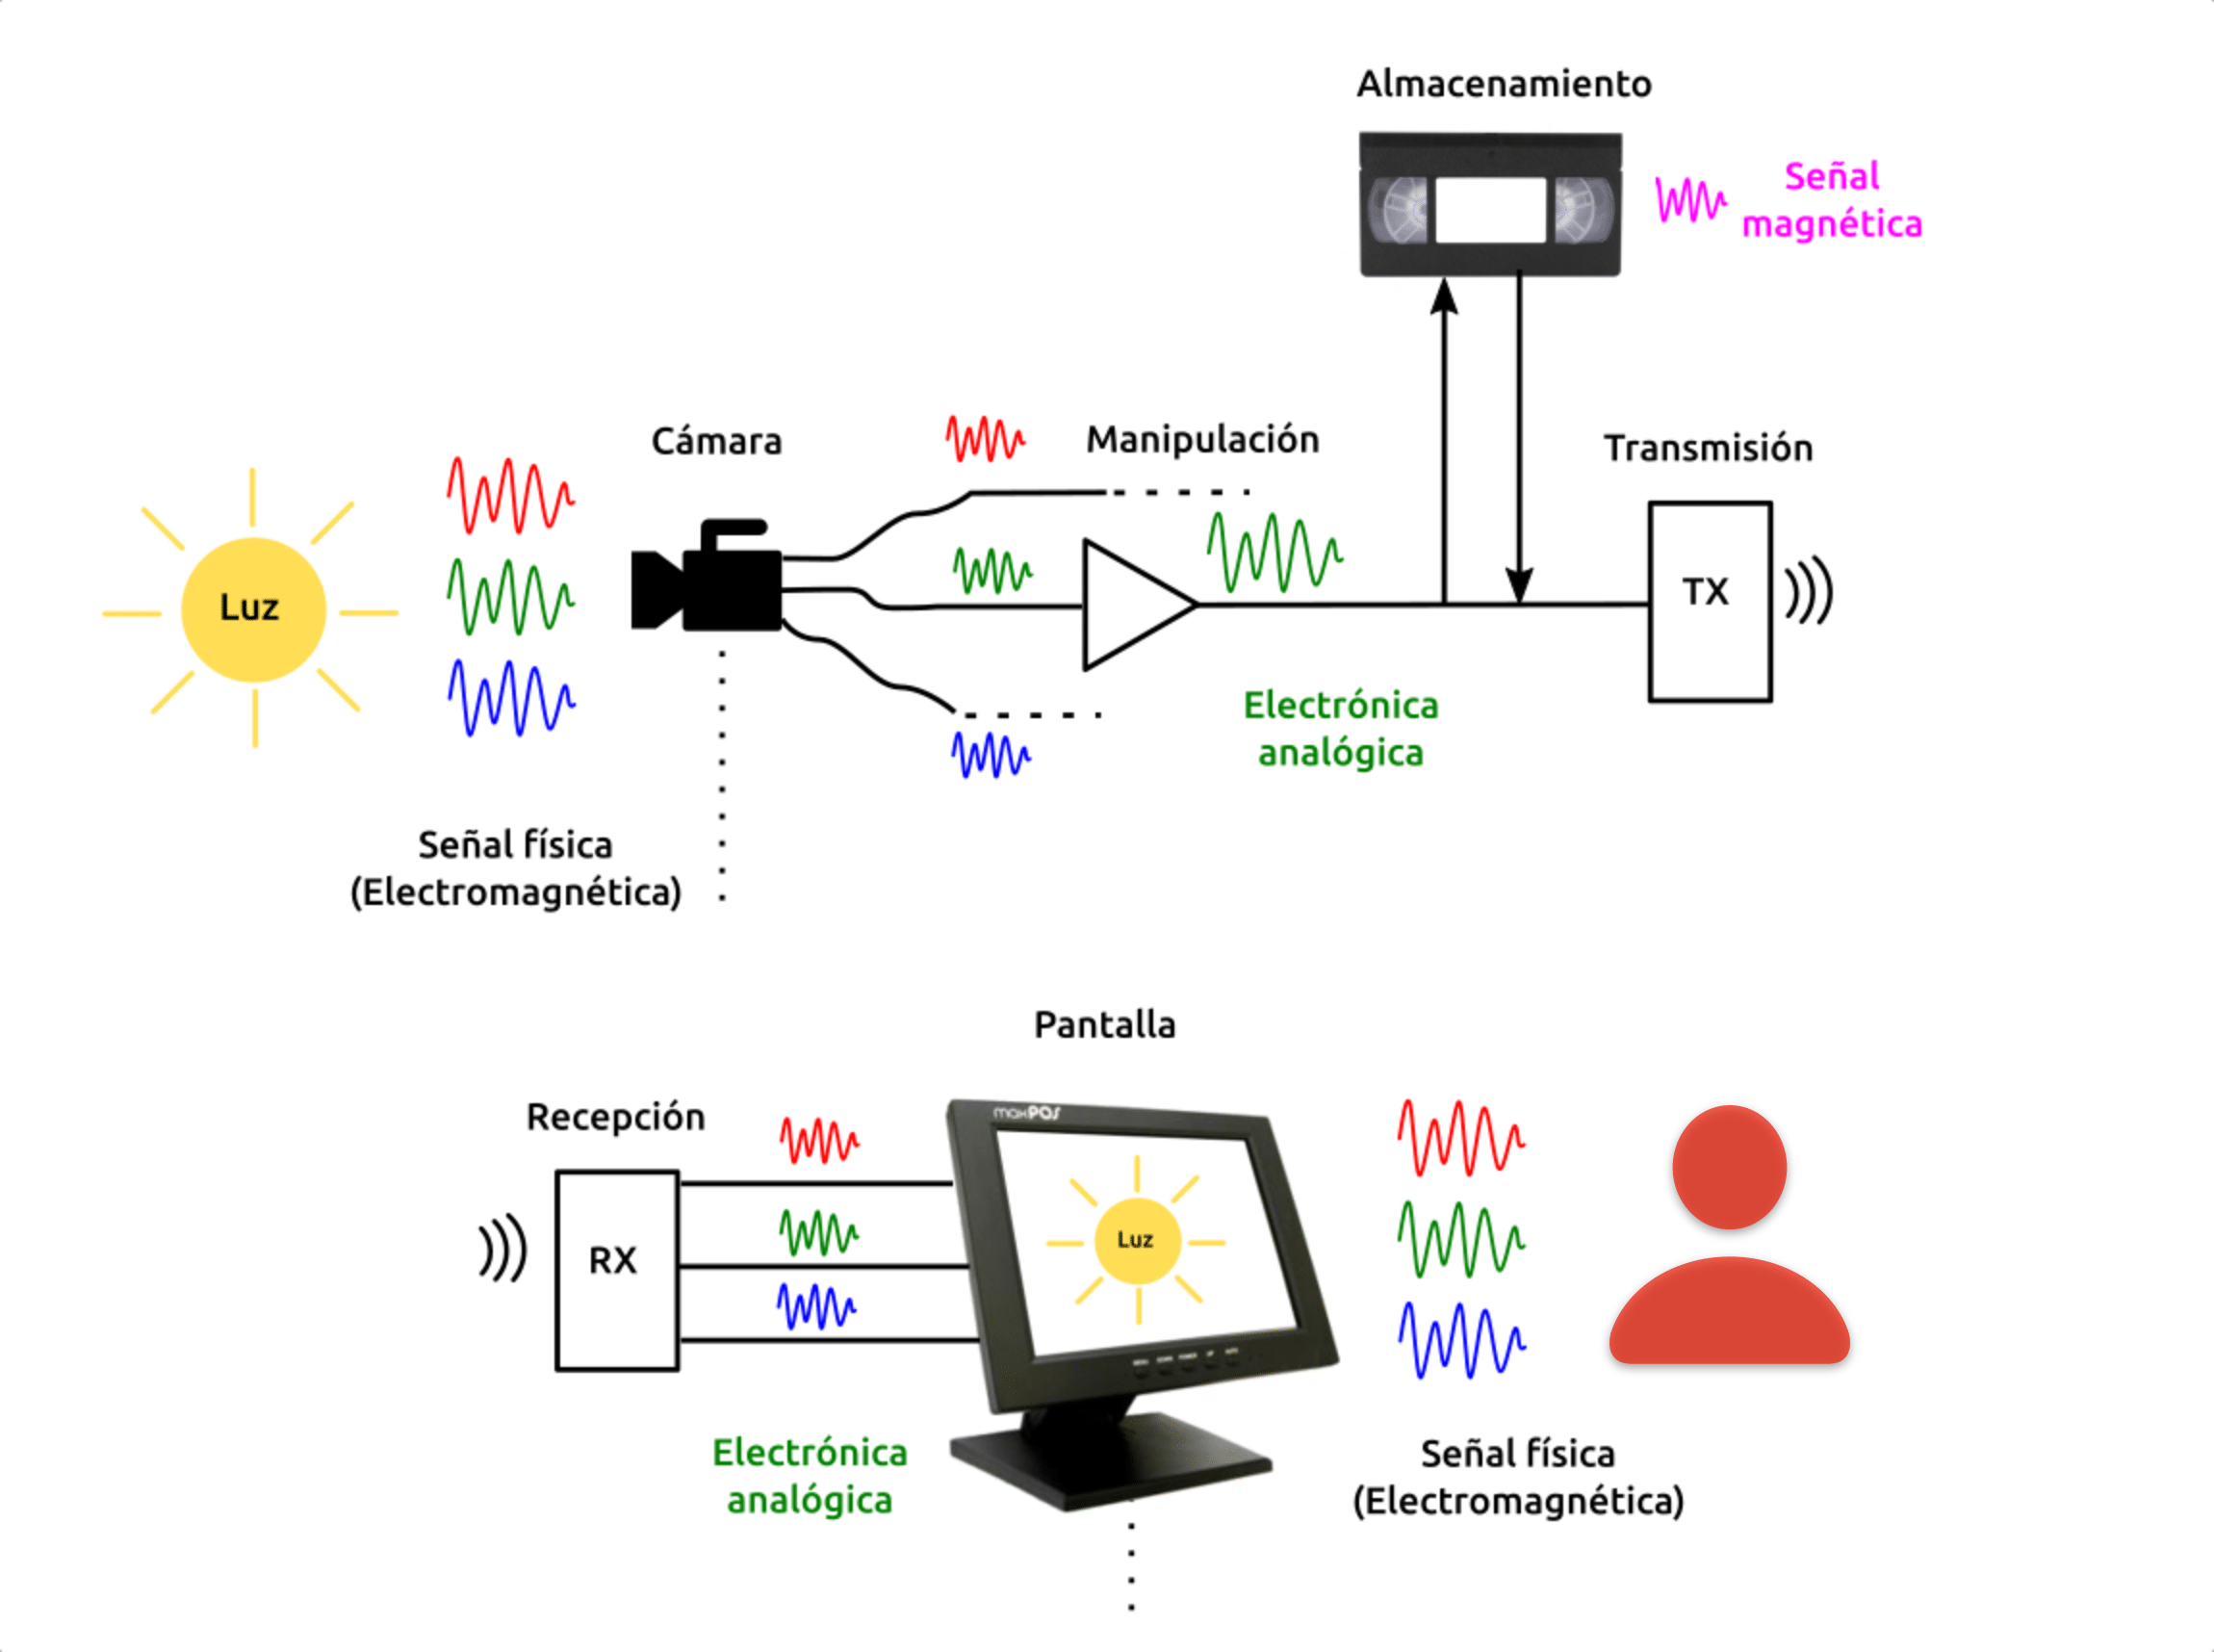 Almacenamiento
Señal
magnética
Cámara
Manipulación
Transmisión
Luz
TX
Electrónica
analógica
Señal física
(Electromagnética)
Pantalla
Recepción
maxPOS
RX
Luz
Electrónica
analógica
Señal física
(Electromagnética)